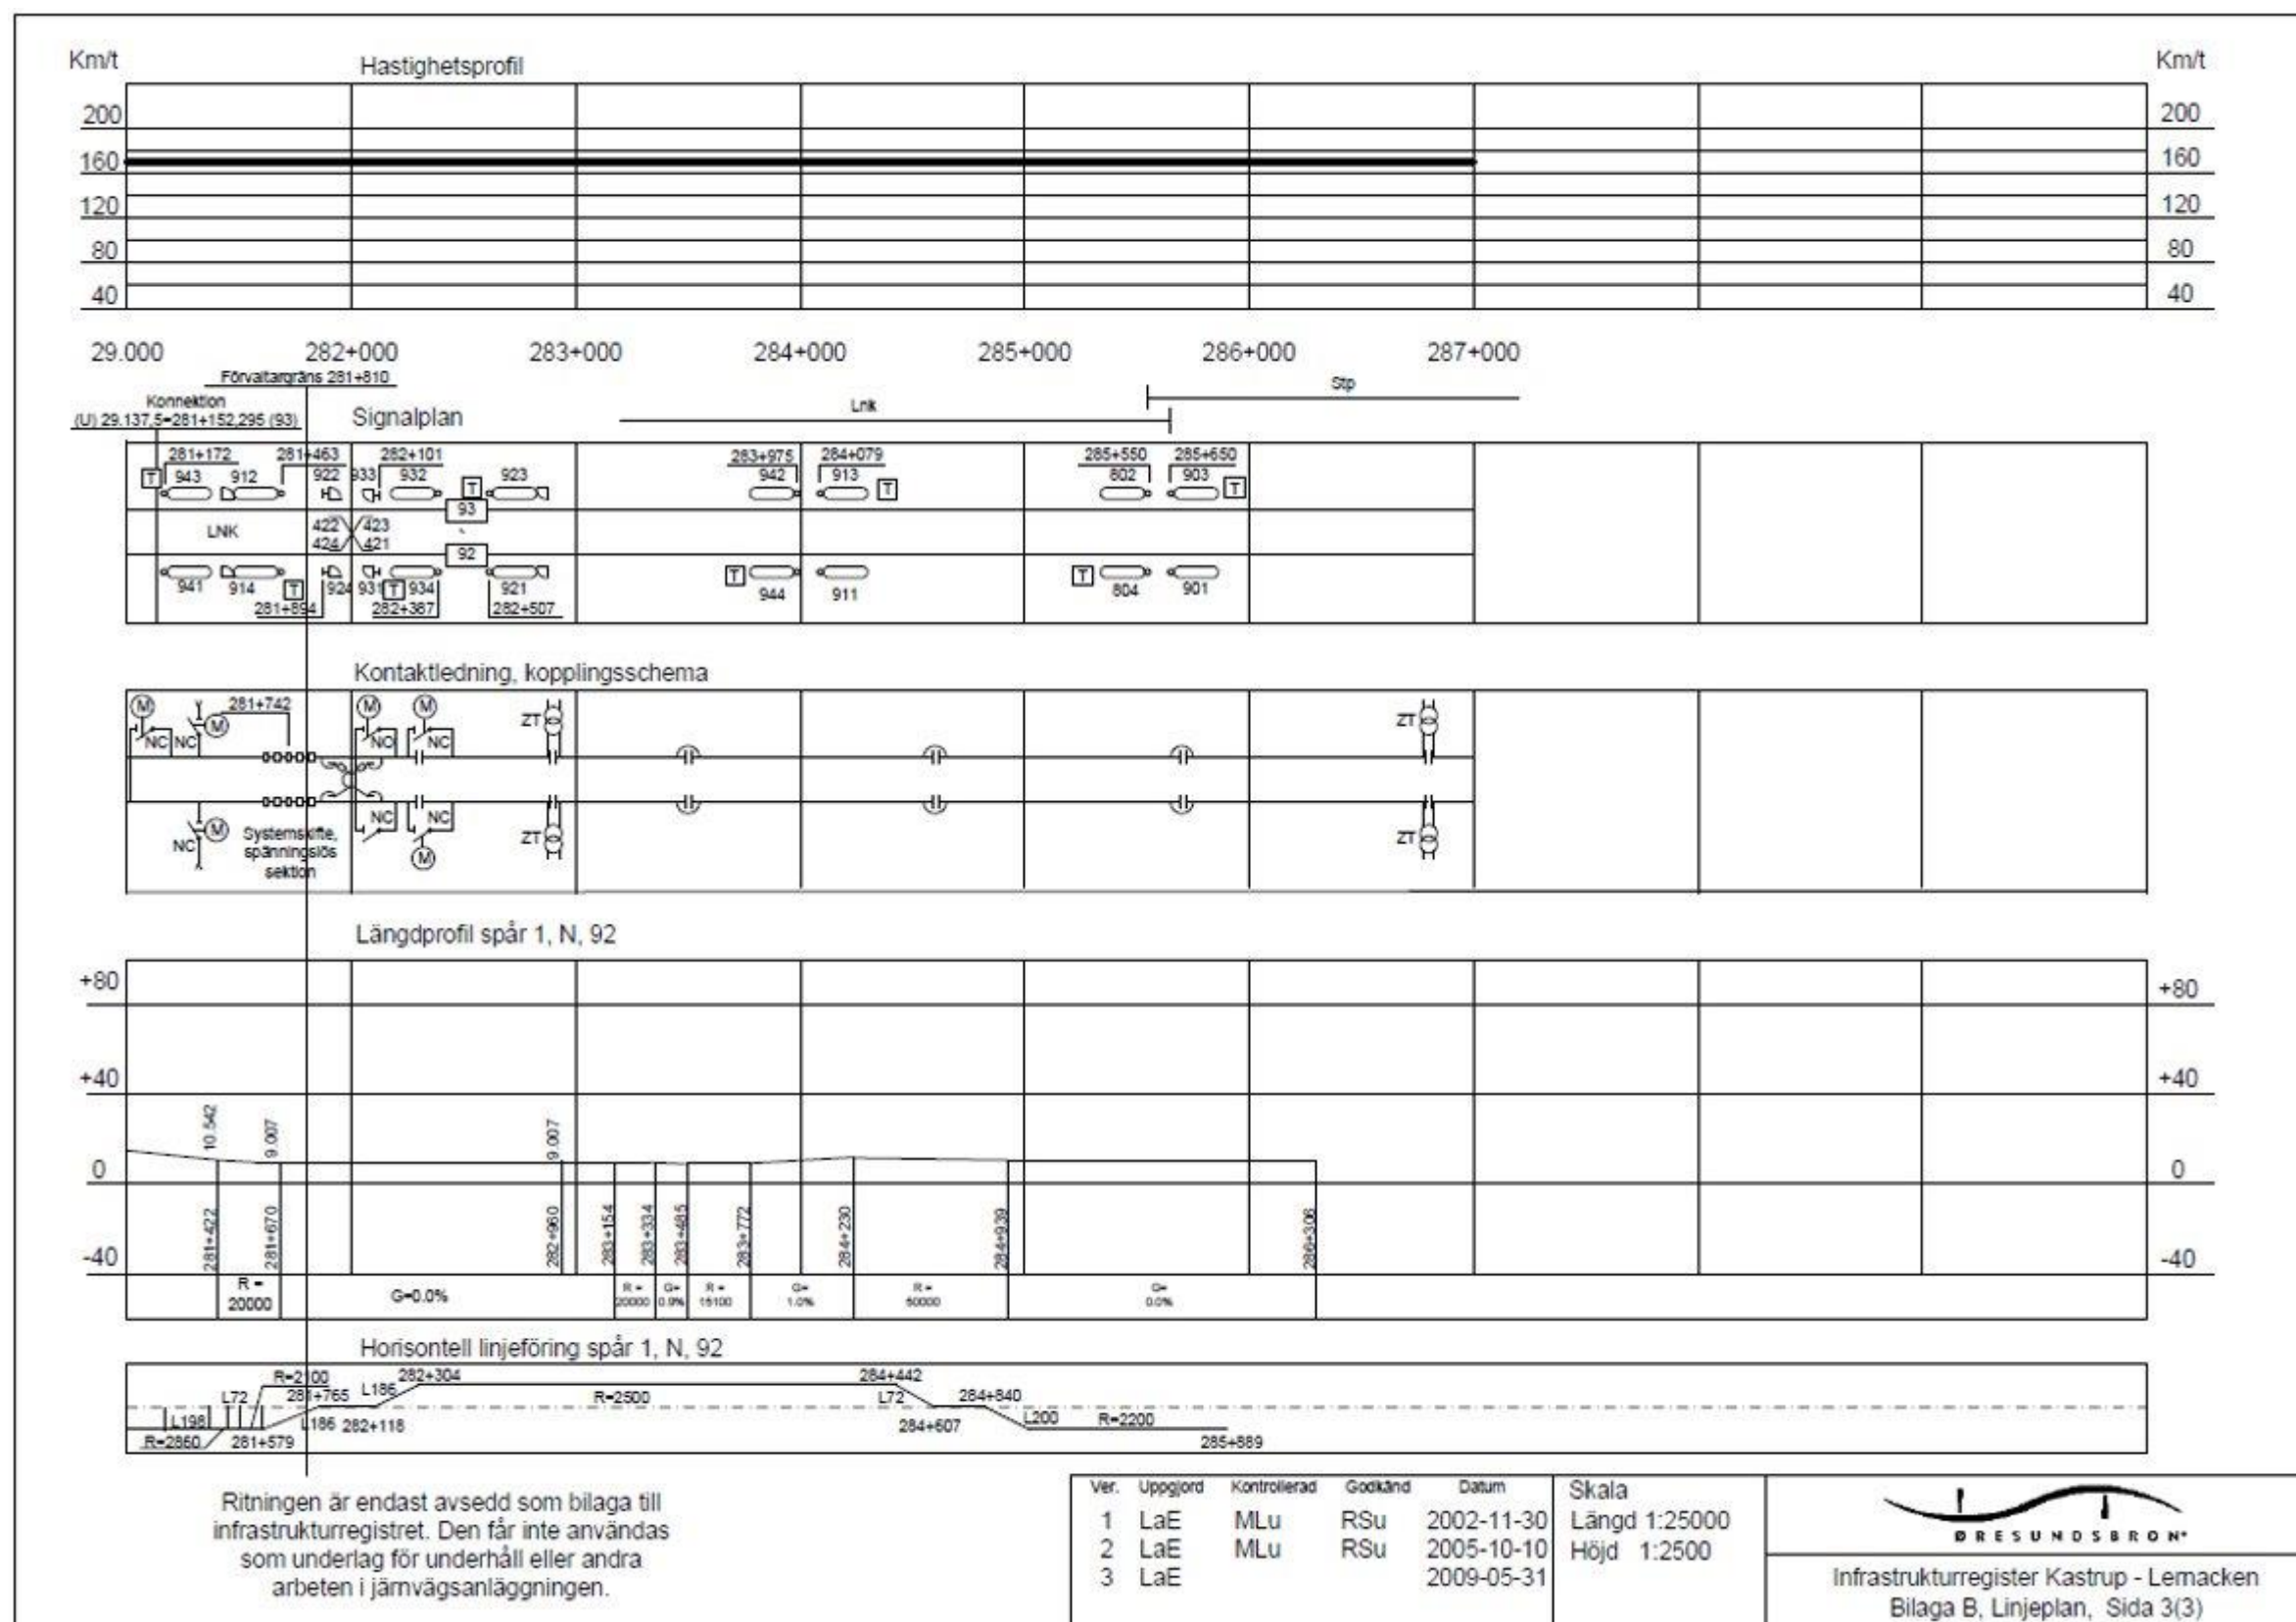 Km/t
Hastighetsprofil
Km/t
200
200
160
160
120
120
80
80
40
40
29.000
282+000
283+000
284+000
285+000
286+000
287+000
Förvaltargräns 281+810
Konnektion
(U) 29.137,5=281+152,295 (93)
Signalplan
Lnk
Stp
281+172
281+463
282+101
283+975
284+079
285+550
285+650
T
943
912
922
933
932
T
923
942
913
T
802
903
T
93
LNK
422
423
424
421
92
941
914
T
924
931
T
934
921
T
944
911
T
804
901
281+894
282+387
282+507
Kontaktledning, kopplingsschema
M
281+742
M
M
M
ZT
ZT
NC
NC
NO
NC
NC
M
Systemskifte,
spänningslös
sektion
NC
NC
M
ZT
ZT
Längdprofil spår 1, N, 92
+80
+80
+40
+40
10.542
9.007
9.007
0
0
281+422
281+670
282+960
283+154
283+334
283+485
283+772
284+230
284+939
286+306
-40
-40
R =
20000
G=0.0%
R =
20000
G=
0.9%
R =
15100
G=
1.0%
R =
60000
G=
0.0%
Horisontell linjeföring spår 1, N, 92
R=2100
282+304
284+442
L72
281+765
L186
R=2500
L72
284+840
L198
L186
282+118
284+607
L200
R=2200
R=2860
281+579
285+889
Ritningen är endast avsedd som bilaga till
infrastrukturregistret. Den får inte användas
som underlag för underhåll eller andra
arbeten i järnvägsanläggningen.
Ver. Uppgjord Kontrollerad Godkänd Datum
1 LaE MLu RSu 2002-11-30
2 LaE MLu RSu 2005-10-10
3 LaE 2009-05-31
Skala
Längd 1:25000
Höjd 1:2500
ØRESUNDSBRON
Infrastrukturregister Kastrup - Lernacken
Bilaga B, Linjeplan, Sida 3(3)